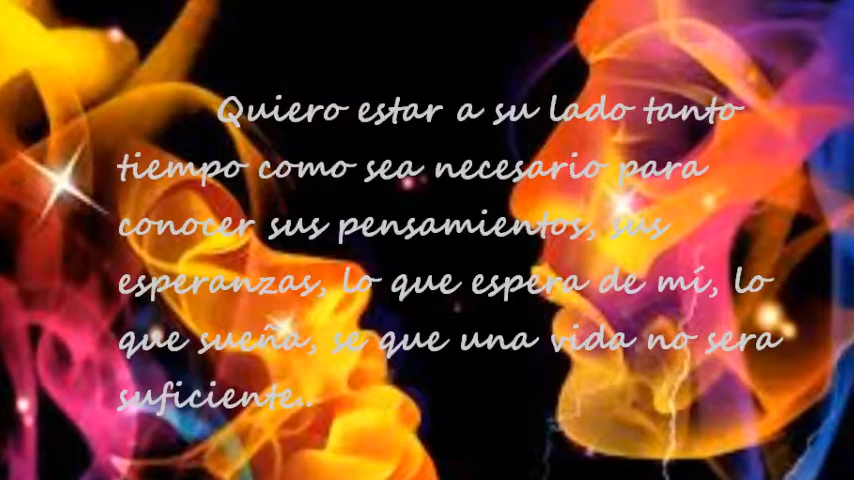 Quiero estar a su lado tanto
tiempo como sea necesario para
conocer sus pensamientos, sus
esperanzas, lo que espera de mí, lo
que sueña, se que una vida no sera
suficiente..